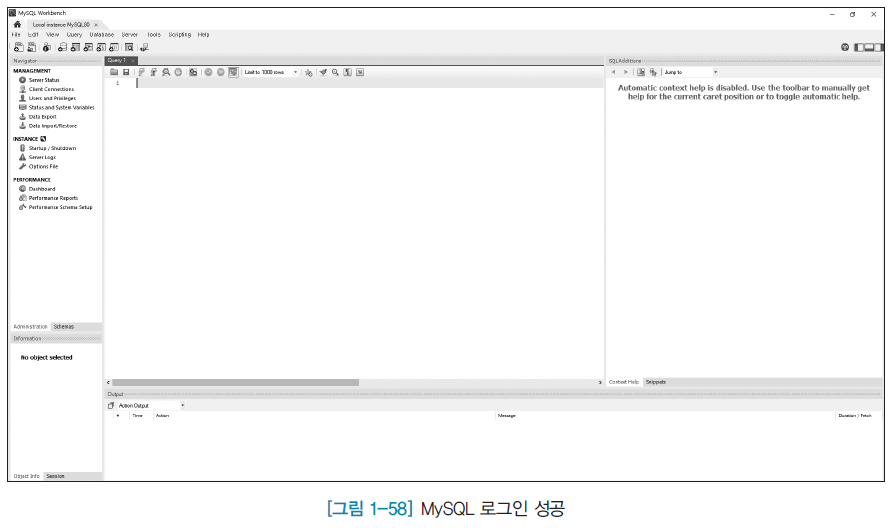 MySQL Workbench
Local instance MySQL80 ×
File Edit View Query Database Server Tools Scripting Help
Navigator
MANAGEMENT
Server Status
Client Connections
Users and Privileges
Status and System Variables
Data Export
Data Import/Restore
INSTANCE
Startup / Shutdown
Server Logs
Options File
PERFORMANCE
Dashboard
Performance Reports
Performance Schema Setup
Administration Schemas
Information
No object selected
Object Info Session
Query 1 ×
Limit to 1000 rows
1
Output
Action Output
# Time Action Message Duration / Fetch
SQLAdditions
Jump to
Automatic context help is disabled. Use the toolbar to manually get
help for the current caret position or to toggle automatic help.
Context Help Snippets
[그림 1-58] MySQL 로그인 성공